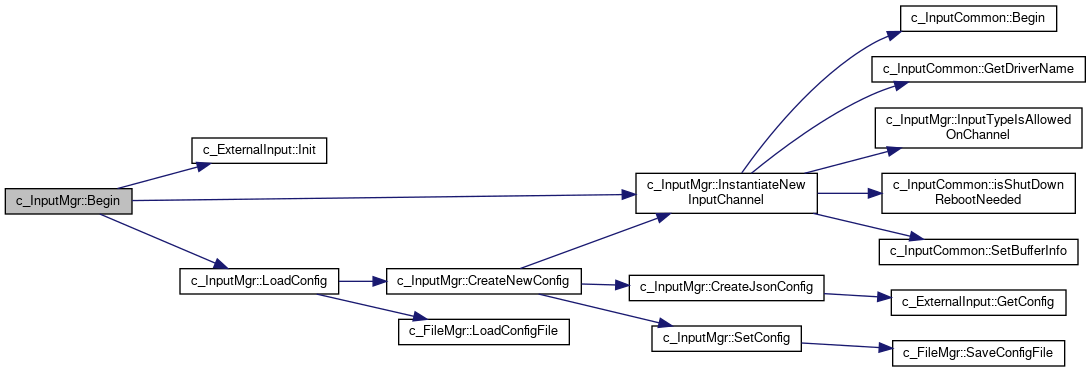 c_InputMgr::Begin
c_ExternalInput::Init
c_InputMgr::LoadConfig
c_InputMgr::CreateNewConfig
c_FileMgr::LoadConfigFile
c_InputMgr::InstantiateNew
InputChannel
c_InputMgr::CreateJsonConfig
c_InputMgr::SetConfig
c_InputCommon::Begin
c_InputCommon::GetDriverName
c_InputMgr::InputTypeIsAllowed
OnChannel
c_InputCommon::isShutDown
RebootNeeded
c_InputCommon::SetBufferInfo
c_ExternalInput::GetConfig
c_FileMgr::SaveConfigFile